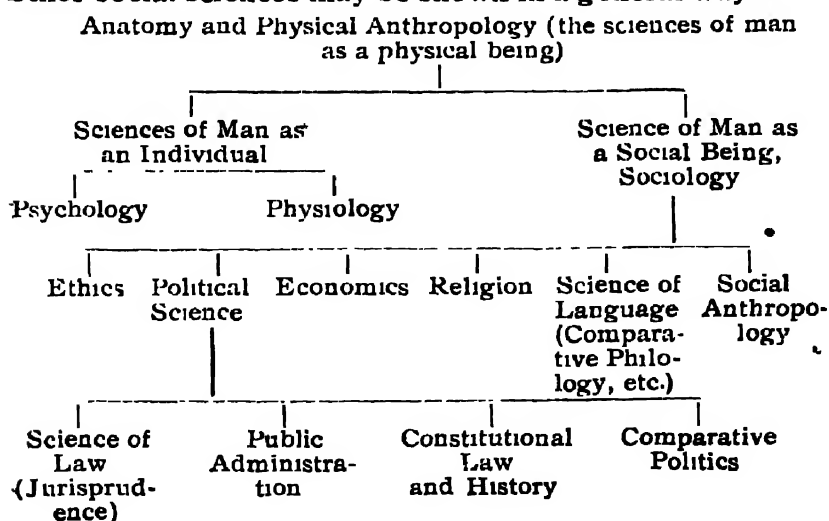 Anatomy and Physical Anthropology (the sciences of man
as a physical being)
Sciences of Man as
an Individual
Science of Man as
a Social Being,
Sociology
Psychology
Physiology
Ethics
Political
Science
Economics
Religion
Science of
Language
(Compara-
tive Philo-
logy, etc.)
Social
Anthropo-
logy
Science of
Law
(Jurisprud-
ence)
Public
Administra-
tion
Constitutional
Law
and History
Comparative
Politics